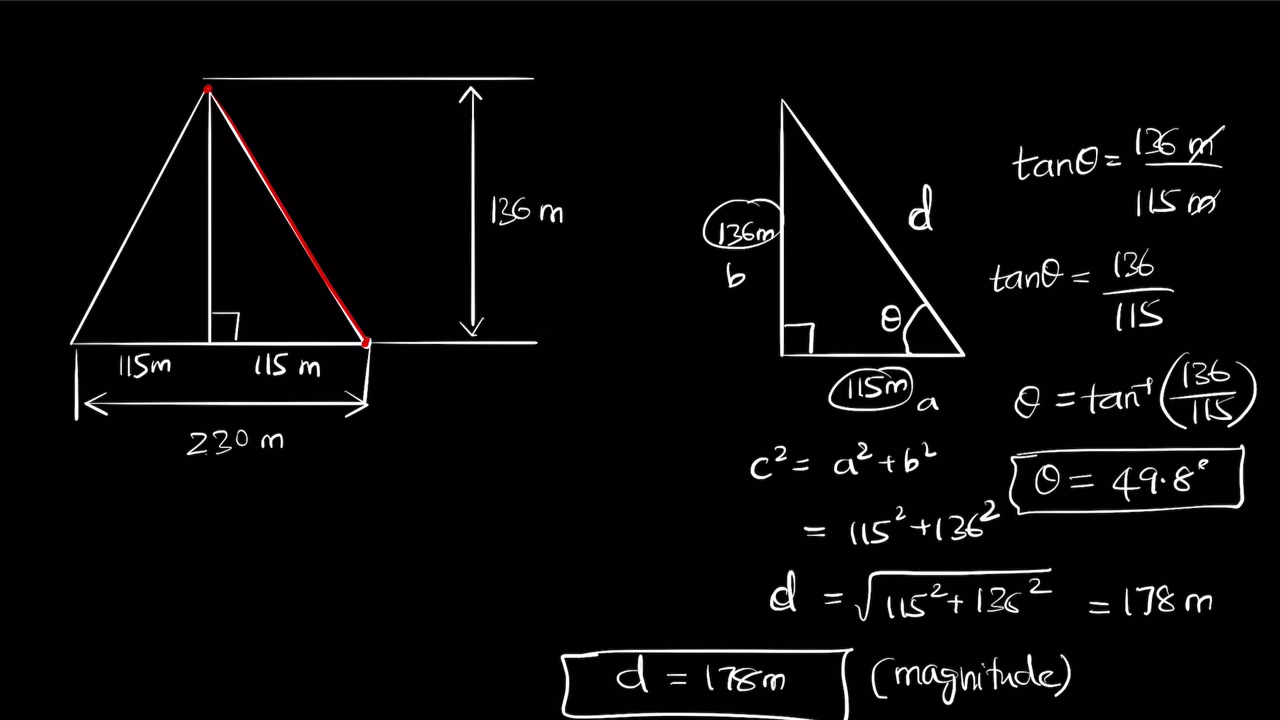 136 m
115m
115 m
230 m
136m
b
d
θ
115m
a
tanθ = 136 m / 115 m
tanθ = 136 / 115
θ = tan⁻¹ (136 / 115)
θ = 49.8°
c² = a² + b²
= 115² + 136²
d = √115² + 136² = 178 m
d = 178m (magnitude)